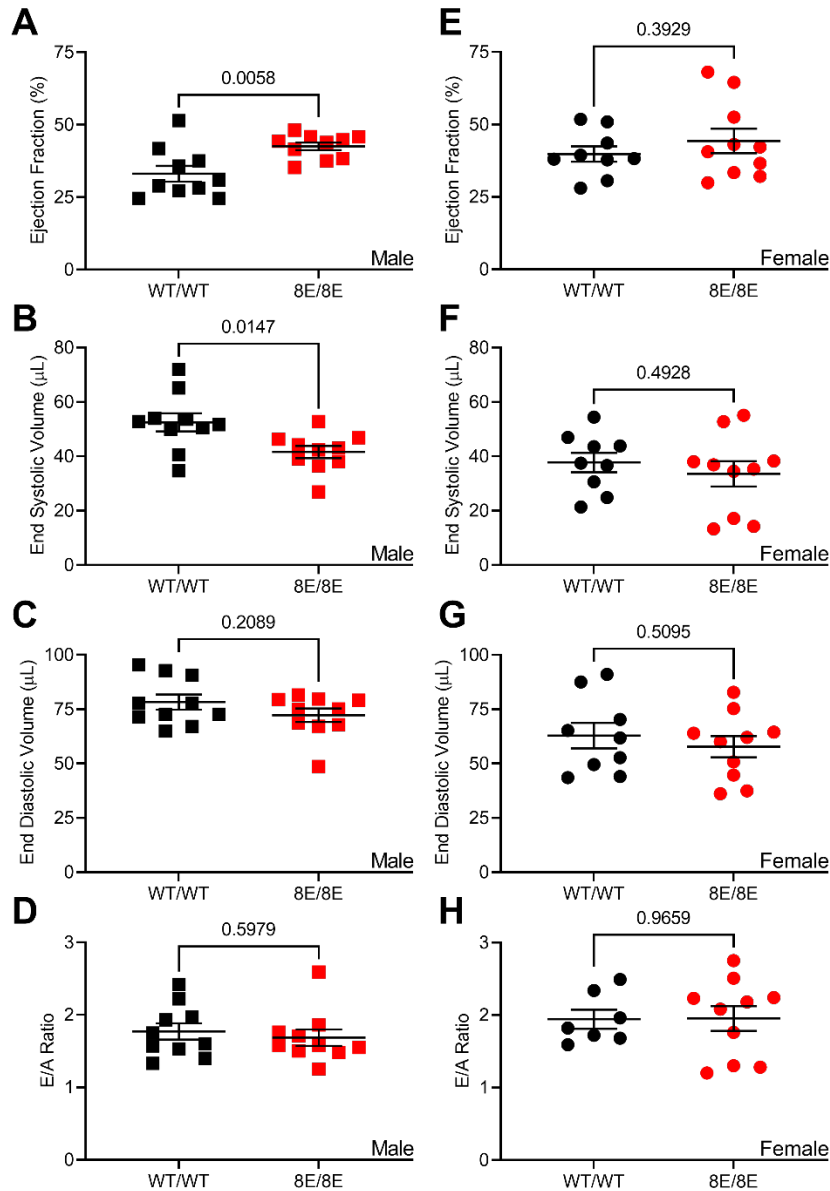 A
Ejection Fraction (%)
75
50
25
0
0.0058
WT/WT
8E/8E
Male
E
Ejection Fraction (%)
75
50
25
0
0.3929
WT/WT
8E/8E
Female
B
End Systolic Volume (µL)
80
60
40
20
0
0.0147
WT/WT
8E/8E
Male
F
End Systolic Volume (µL)
80
60
40
20
0
0.4928
WT/WT
8E/8E
Female
C
End Diastolic Volume (µL)
100
75
50
25
0
0.2089
WT/WT
8E/8E
Male
G
End Diastolic Volume (µL)
100
75
50
25
0
0.5095
WT/WT
8E/8E
Female
D
E/A Ratio
3
2
1
0
0.5979
WT/WT
8E/8E
Male
H
E/A Ratio
3
2
1
0
0.9659
WT/WT
8E/8E
Female